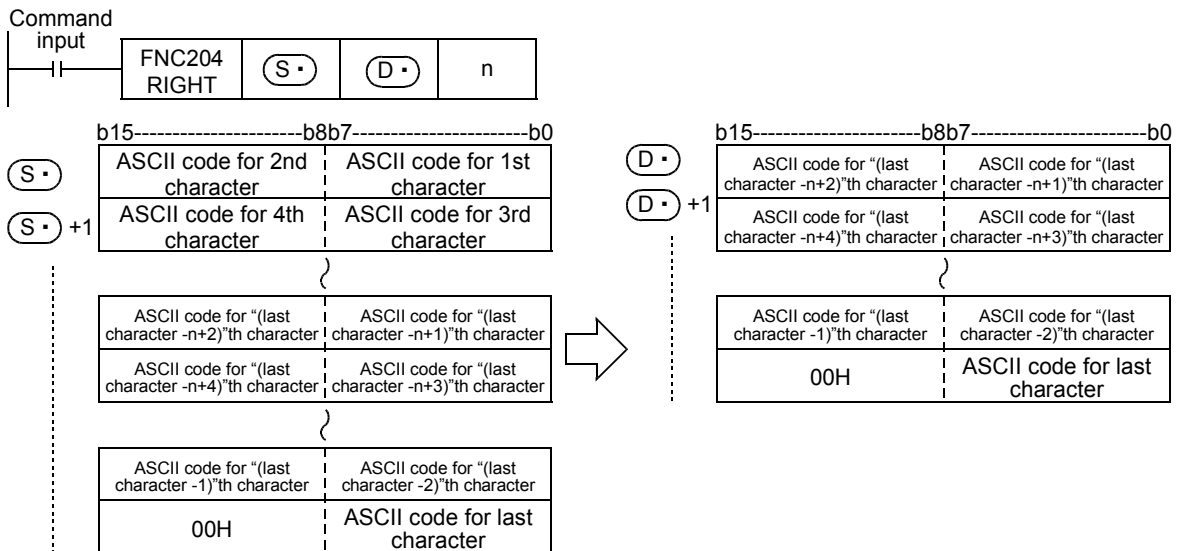 Command
input
FNC204
RIGHT
S・
D・
n
b15----------------------b8b7-----------------------b0
S・
ASCII code for 2nd
character
ASCII code for 1st
character
S・ +1
ASCII code for 4th
character
ASCII code for 3rd
character
ASCII code for “(last
character -n+2)”th character
ASCII code for “(last
character -n+1)”th character
ASCII code for “(last
character -n+4)”th character
ASCII code for “(last
character -n+3)”th character
ASCII code for “(last
character -1)”th character
ASCII code for “(last
character -2)”th character
00H
ASCII code for last
character
b15----------------------b8b7-----------------------b0
D・
ASCII code for “(last
character -n+2)”th character
ASCII code for “(last
character -n+1)”th character
D・ +1
ASCII code for “(last
character -n+4)”th character
ASCII code for “(last
character -n+3)”th character
ASCII code for “(last
character -1)”th character
ASCII code for “(last
character -2)”th character
00H
ASCII code for last
character